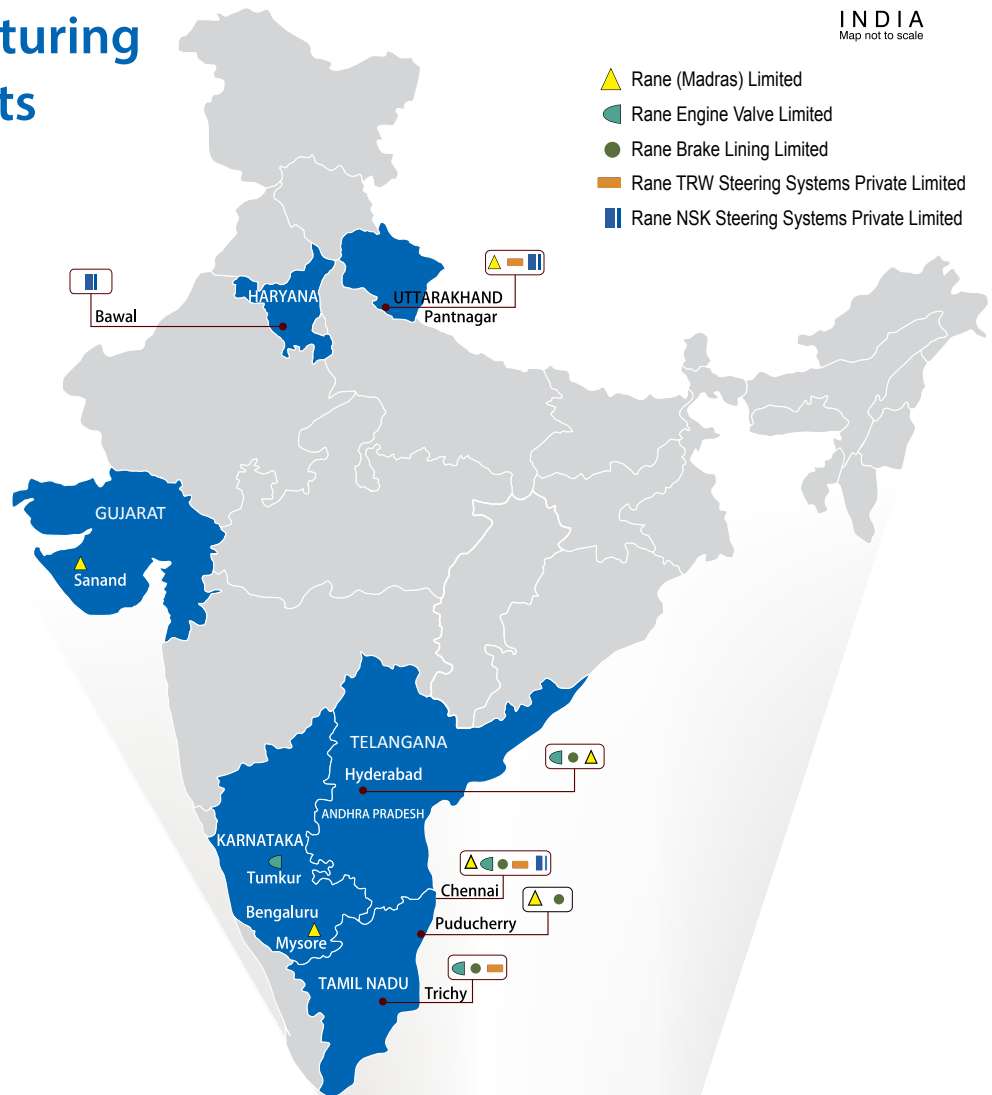 turing
ts
INDIA
Map not to scale
Rane (Madras) Limited
Rane Engine Valve Limited
Rane Brake Lining Limited
Rane TRW Steering Systems Private Limited
Rane NSK Steering Systems Private Limited
HARYANA
Bawal
UTTARAKHAND
Pantnagar
GUJARAT
Sanand
TELANGANA
Hyderabad
ANDHRA PRADESH
KARNATAKA
Tumkur
Chennai
Bengaluru
Puducherry
Mysore
TAMIL NADU
Trichy